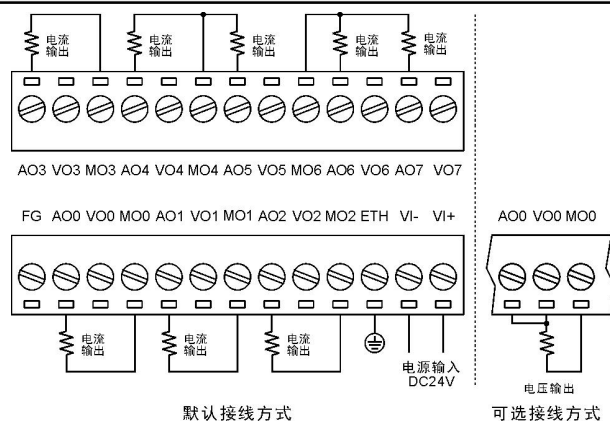 电流输出
电流输出
电流输出
电流输出
电流输出
AO3 VO3 MO3 AO4 VO4 MO4 AO5 VO5 MO6 AO6 VO6 AO7 VO7
FG AO0 VO0 MO0 AO1 VO1 MO1 AO2 VO2 MO2 ETH VI- VI+
AO0 VO0 MO0
电流输出
电流输出
电流输出
电源输入
DC24V
电压输出
默认接线方式
可选接线方式